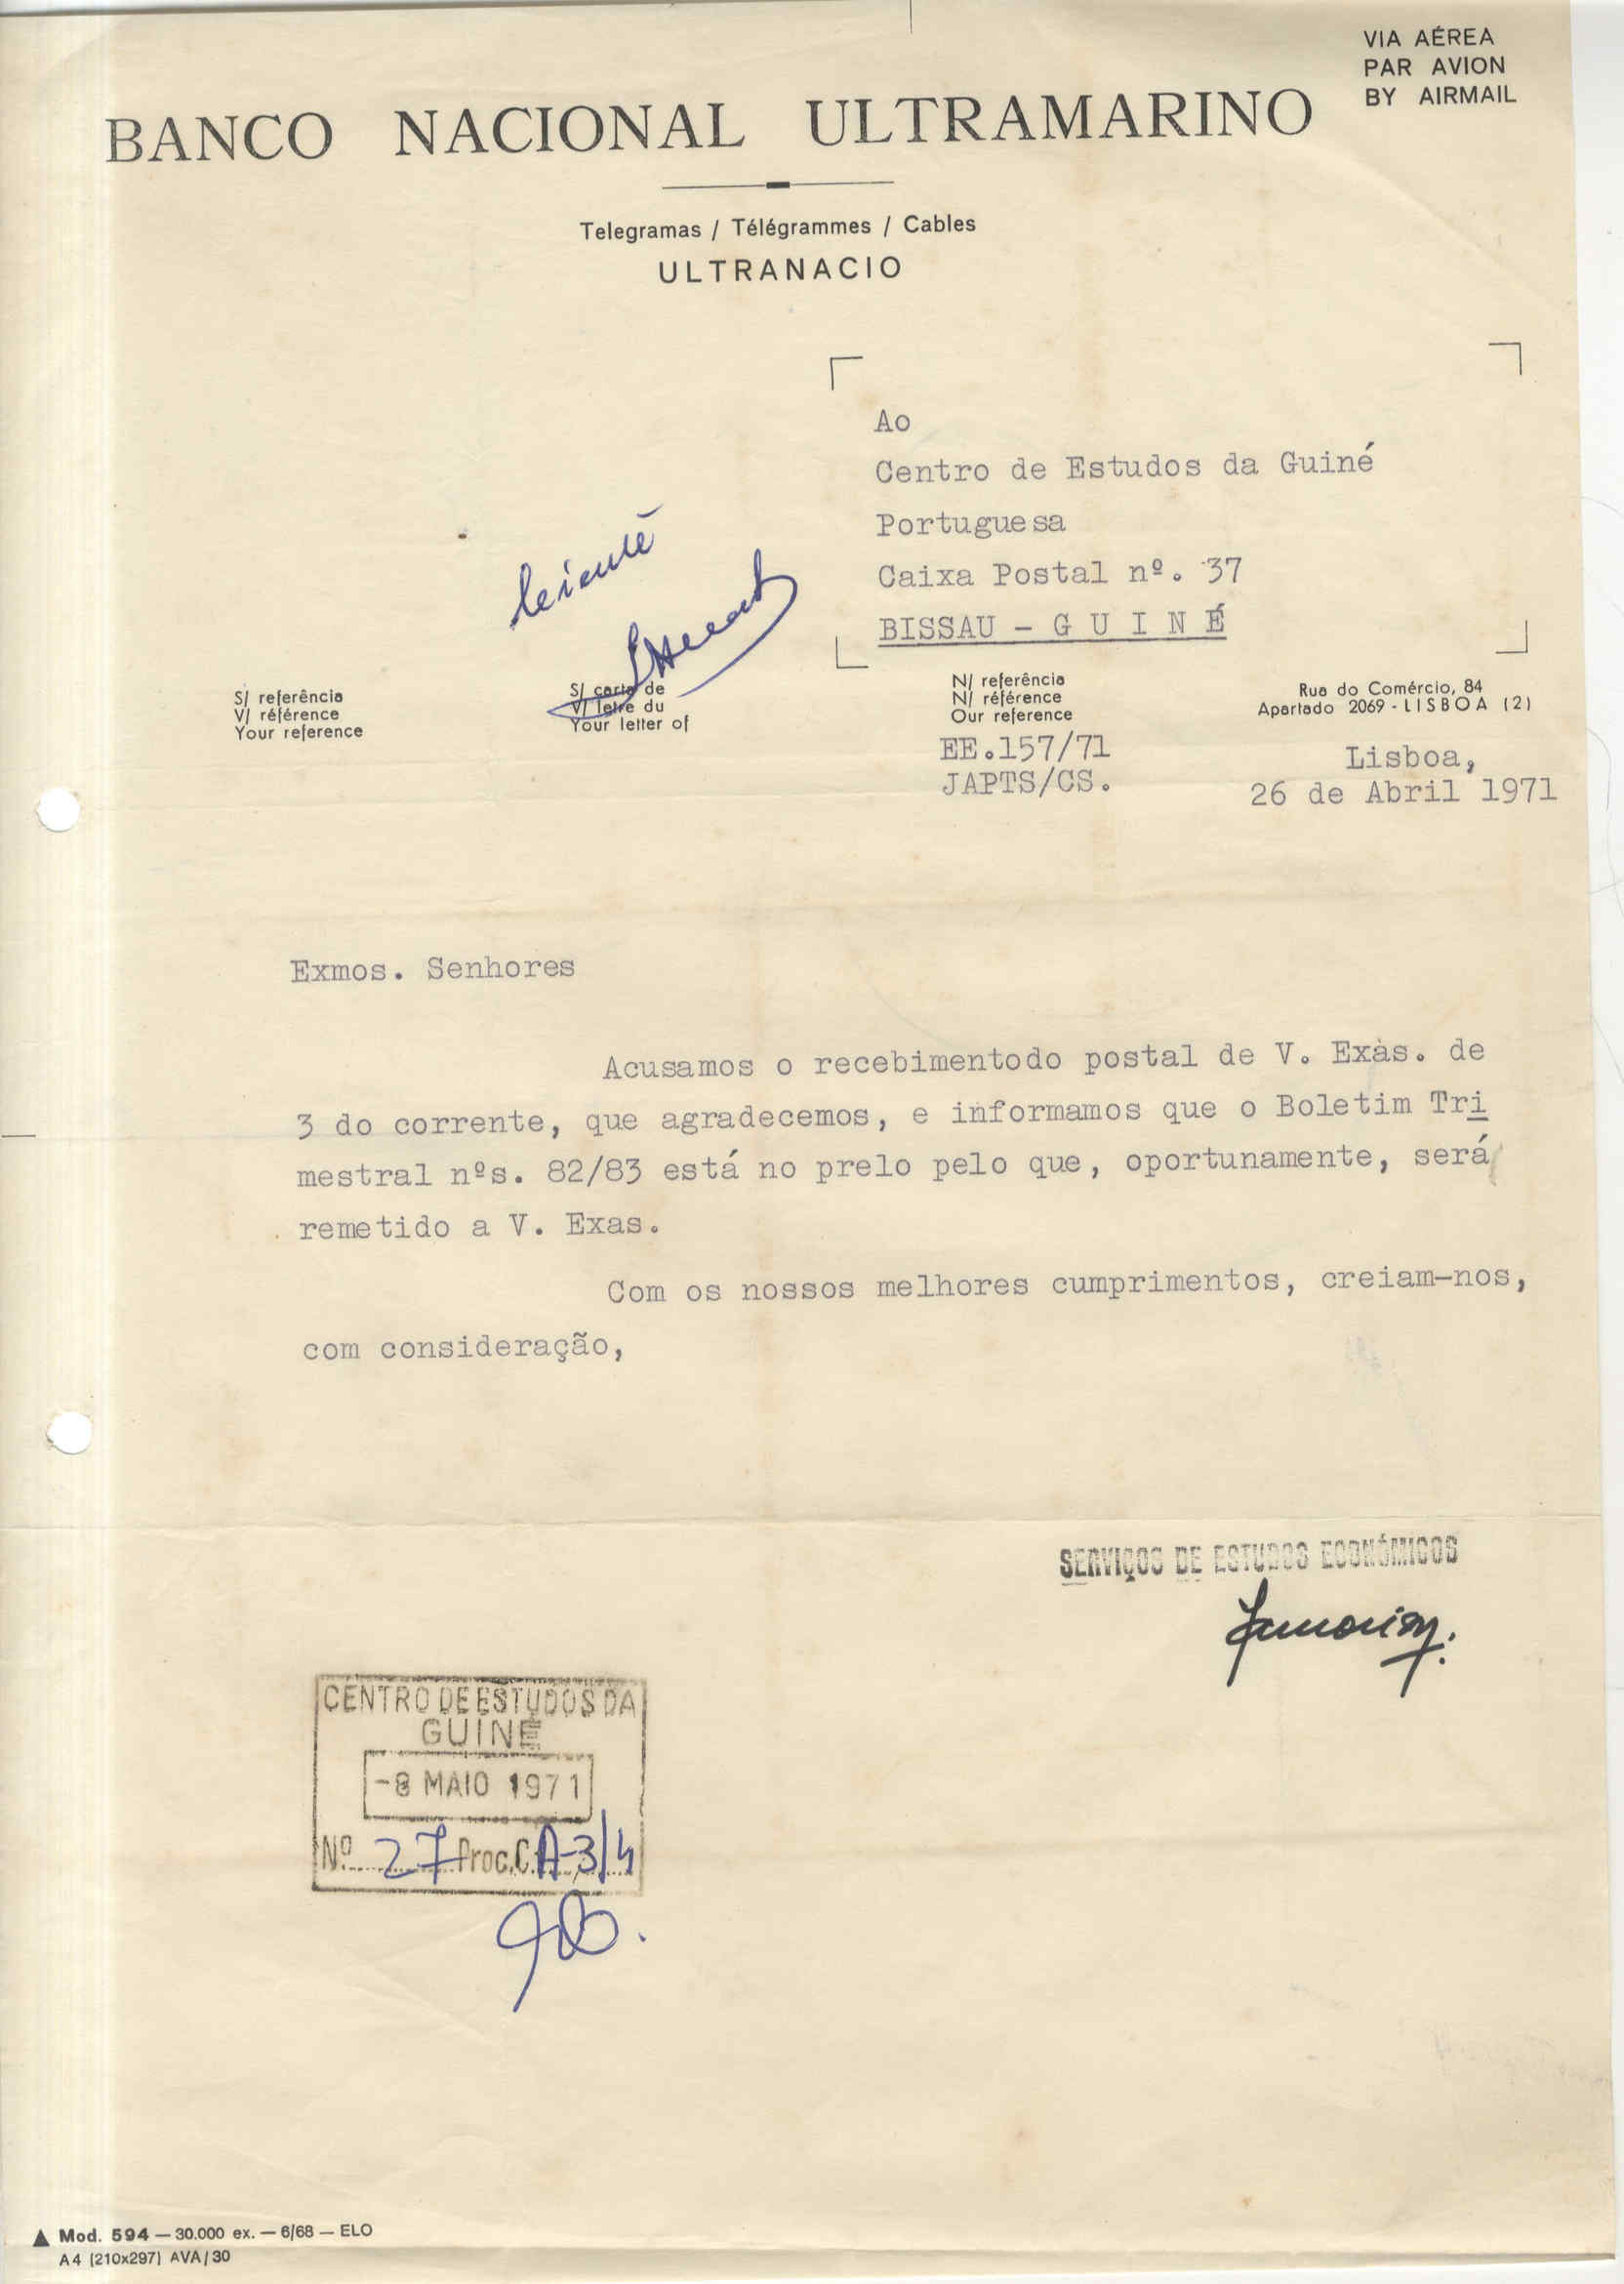 VIA AÉREA
PAR AVION
BY AIRMAIL
BANCO NACIONAL ULTRAMARINO
Telegramas / Télégrammes / Cables
ULTRANACIO
Ao
Centro de Estudos da Guiné
Portuguesa
Caixa Postal nº. 37
BISSAU - G U I N É
S/ referência
V/ référence
Your reference
S/ carta de
V/ letre du
Your letter of
N/ referência
N/ référence
Our reference
EE.157/71
JAPTS/CS.
Rua do Comércio, 84
Apartado 2069 - LISBOA (2)
Lisboa,
26 de Abril 1971
Exmos. Senhores
Acusamos o recebimentodo postal de V. Exàs. de
3 do corrente, que agradecemos, e informamos que o Boletim Tri
mestral nºs. 82/83 está no prelo pelo que, oportunamente, será
remetido a V. Exas.
Com os nossos melhores cumprimentos, creiam-nos,
com consideração,
SERVIÇOS DE ESTUDOS ECONÓMICOS
CENTRO DE ESTUDOS DA
GUINÉ
-8 MAIO 1971
Nº 27 Proc. C. A-3/4
▲ Mod. 594 — 30.000 ex. — 6/68 — ELO
A4 (210x297) AVA/30